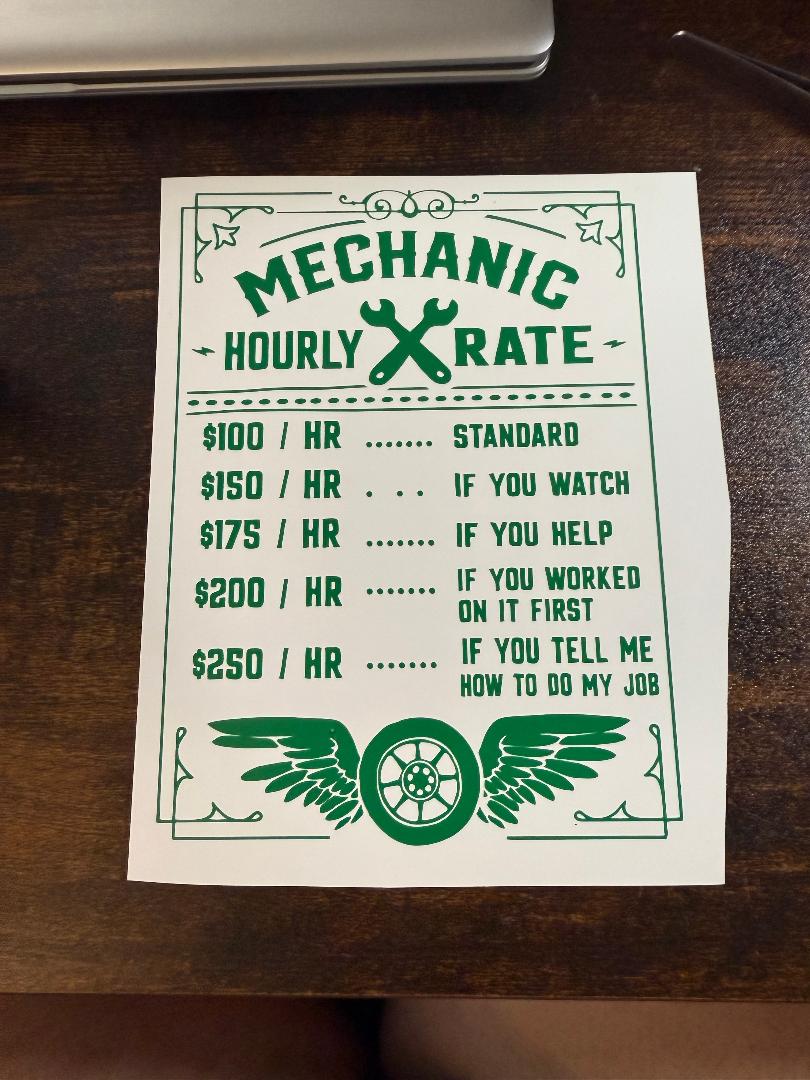 MECHANIC
HOURLY RATE
$100 / HR ....... STANDARD
$150 / HR . . . IF YOU WATCH
$175 / HR ....... IF YOU HELP
$200 / HR ....... IF YOU WORKED
ON IT FIRST
$250 / HR ....... IF YOU TELL ME
HOW TO DO MY JOB